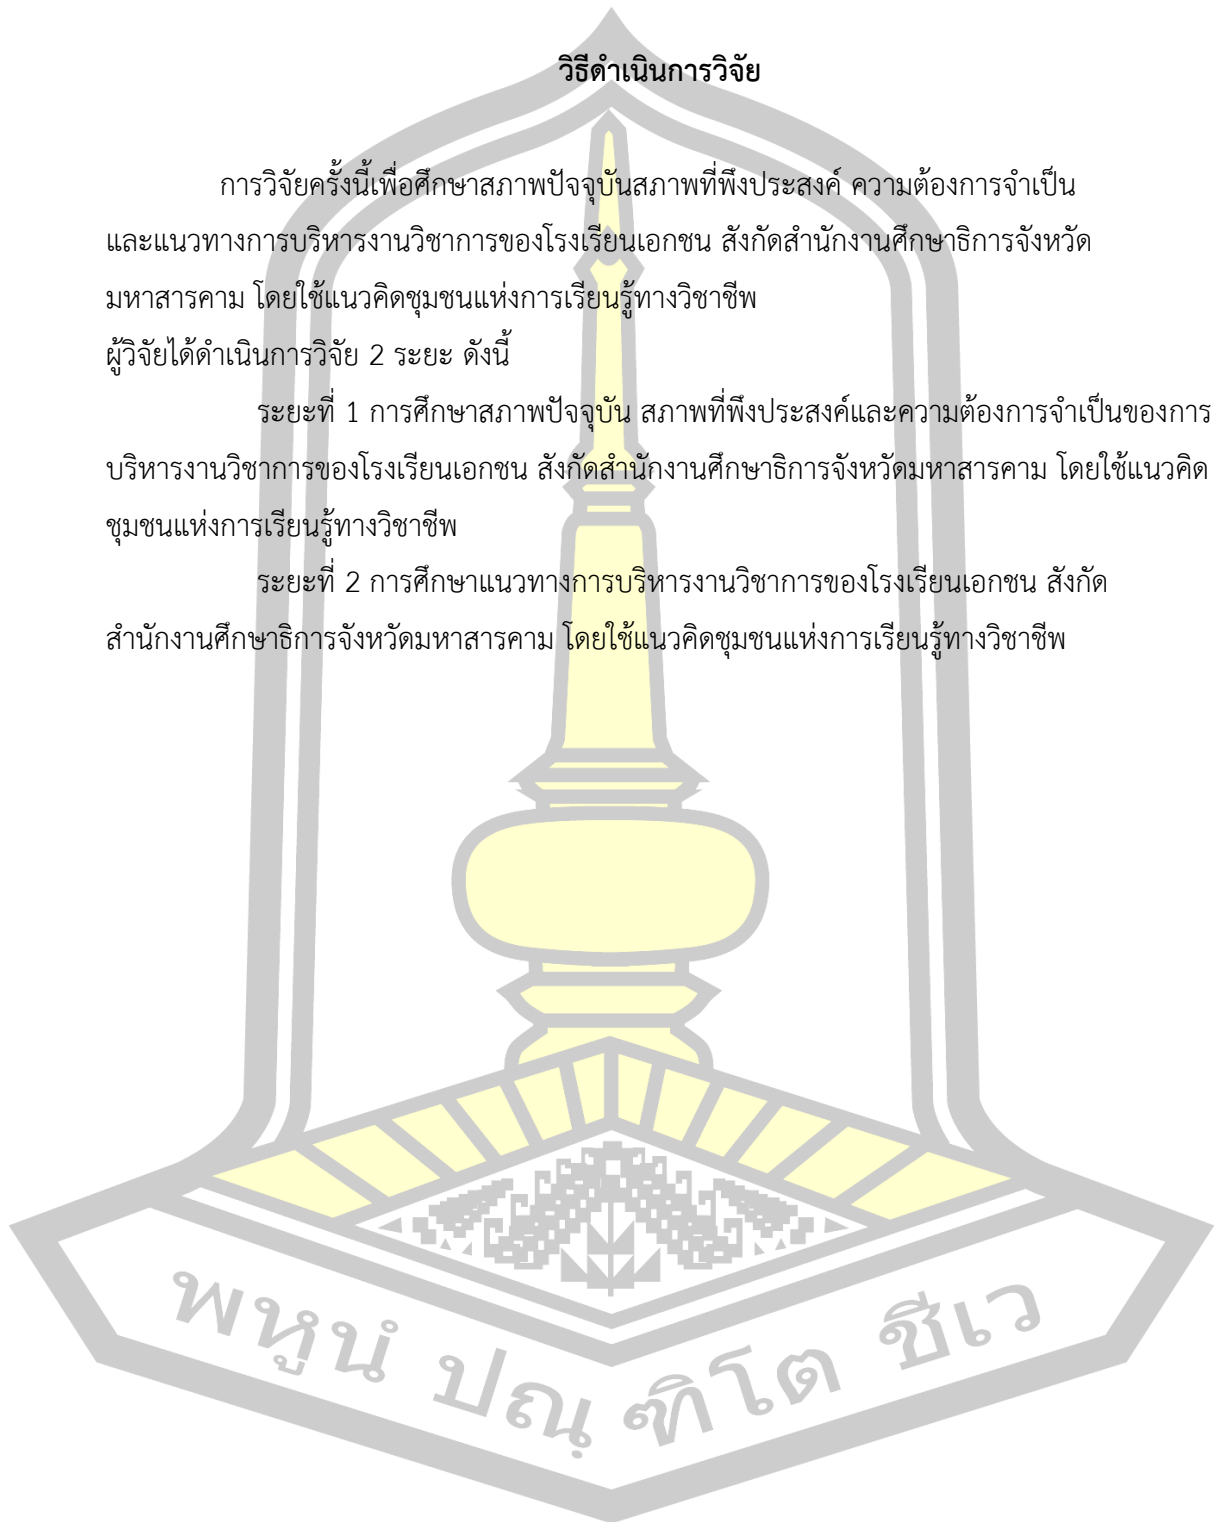 วิธีดำเนินการวิจัย
การวิจัยครั้งนี้เพื่อศึกษาสภาพปัจจุบันสภาพที่พึงประสงค์ ความต้องการจำเป็น
และแนวทางการบริหารงานวิชาการของโรงเรียนเอกชน สังกัดสำนักงานศึกษาธิการจังหวัด
มหาสารคาม โดยใช้แนวคิดชุมชนแห่งการเรียนรู้ทางวิชาชีพ
ผู้วิจัยได้ดำเนินการวิจัย 2 ระยะ ดังนี้
ระยะที่ 1 การศึกษาสภาพปัจจุบัน สภาพที่พึงประสงค์และความต้องการจำเป็นของการ
บริหารงานวิชาการของโรงเรียนเอกชน สังกัดสำนักงานศึกษาธิการจังหวัดมหาสารคาม โดยใช้แนวคิด
ชุมชนแห่งการเรียนรู้ทางวิชาชีพ
ระยะที่ 2 การศึกษาแนวทางการบริหารงานวิชาการของโรงเรียนเอกชน สังกัด
สำนักงานศึกษาธิการจังหวัดมหาสารคาม โดยใช้แนวคิดชุมชนแห่งการเรียนรู้ทางวิชาชีพ
พหูนํ ปณฺ ฑิโต ชีเว